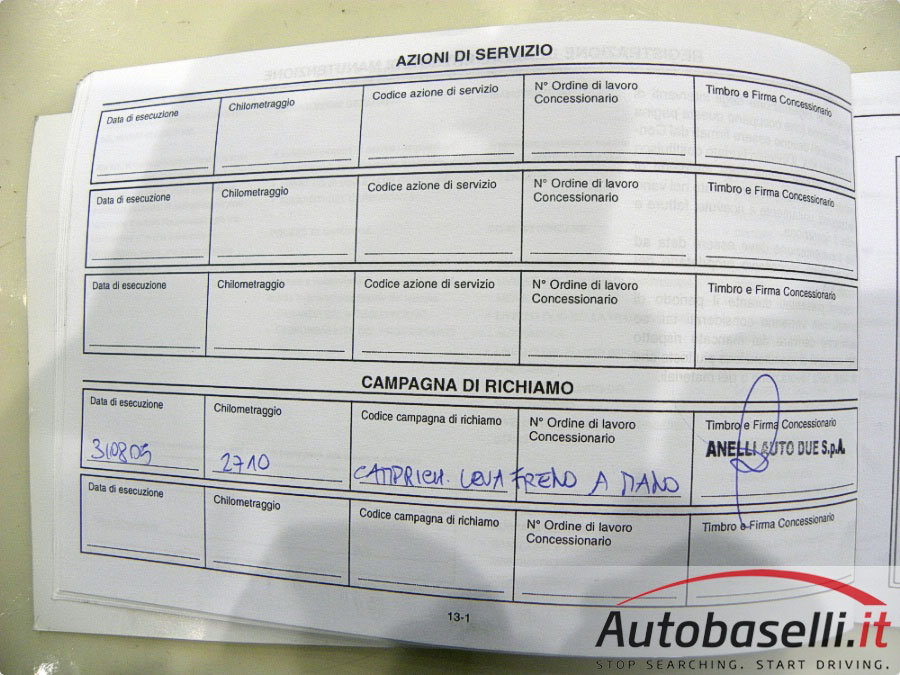 AZIONI DI SERVIZIO
Data di esecuzione Chilometraggio Codice azione di servizio N° Ordine di lavoro Concessionario Timbro e Firma Concessionario
Data di esecuzione Chilometraggio Codice azione di servizio N° Ordine di lavoro Concessionario Timbro e Firma Concessionario
Data di esecuzione Chilometraggio Codice azione di servizio N° Ordine di lavoro Concessionario Timbro e Firma Concessionario
CAMPAGNA DI RICHIAMO
Data di esecuzione Chilometraggio Codice campagna di richiamo N° Ordine di lavoro Concessionario Timbro e Firma Concessionario
ANELLI AUTO DUE S.p.A.
310805 2710 CAMP.RICH. LEVA FRENO A MANO
Data di esecuzione Chilometraggio Codice campagna di richiamo N° Ordine di lavoro Concessionario Timbro e Firma Concessionario
13-1
Autobaselli.it
STOP SEARCHING. START DRIVING.